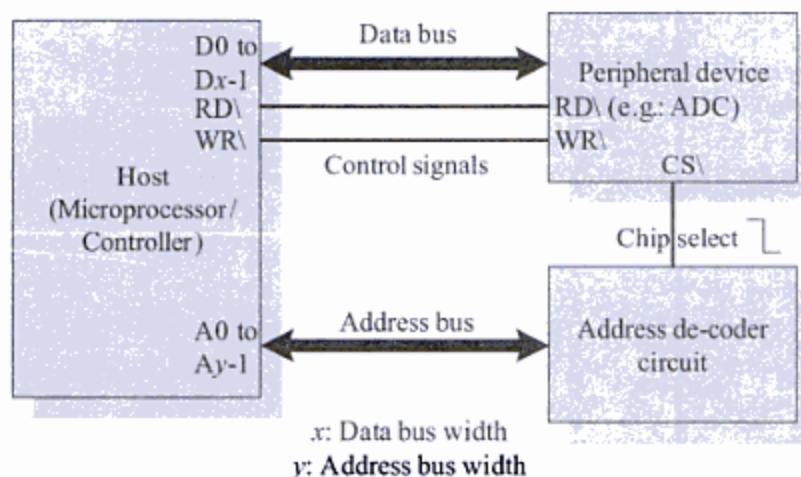 D0 to
Dx-1
RD\
WR\
Data bus
Control signals
Host
(Microprocessor/
Controller)
Peripheral device
RD\ (e.g.: ADC)
WR\
CS\
Chip select
A0 to
Ay-1
Address bus
Address de-coder
circuit
x: Data bus width
y: Address bus width